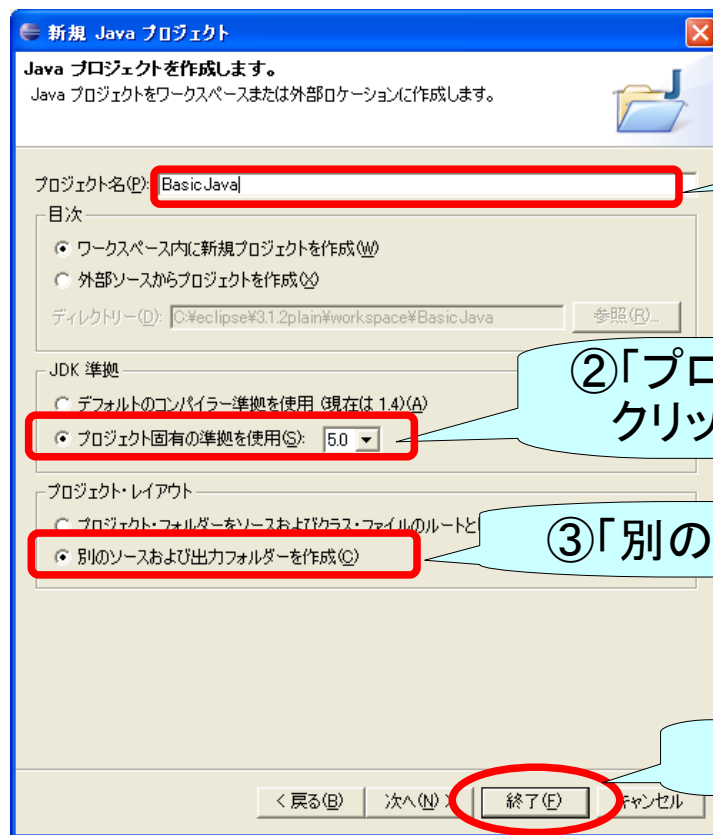 新規 Java プロジェクト
Java プロジェクトを作成します。
Java プロジェクトをワークスペースまたは外部ロケーションに作成します。
プロジェクト名(P): BasicJava
目次
ワークスペース内に新規プロジェクトを作成(W)
外部ソースからプロジェクトを作成(X)
ディレクトリー(D): C:¥eclipse¥3.1.2plain¥workspace¥BasicJava 参照(R)...
JDK 準拠
デフォルトのコンパイラー準拠を使用 (現在は 1.4)(A)
プロジェクト固有の準拠を使用(S): 5.0
②「プロ
クリッ
プロジェクト・レイアウト
プロジェクト・フォルダーをソースおよびクラス・ファイルのルートと
別のソースおよび出力フォルダーを作成(C)
③「別の
< 戻る(B) 次へ(N) > 終了(F) キャンセル